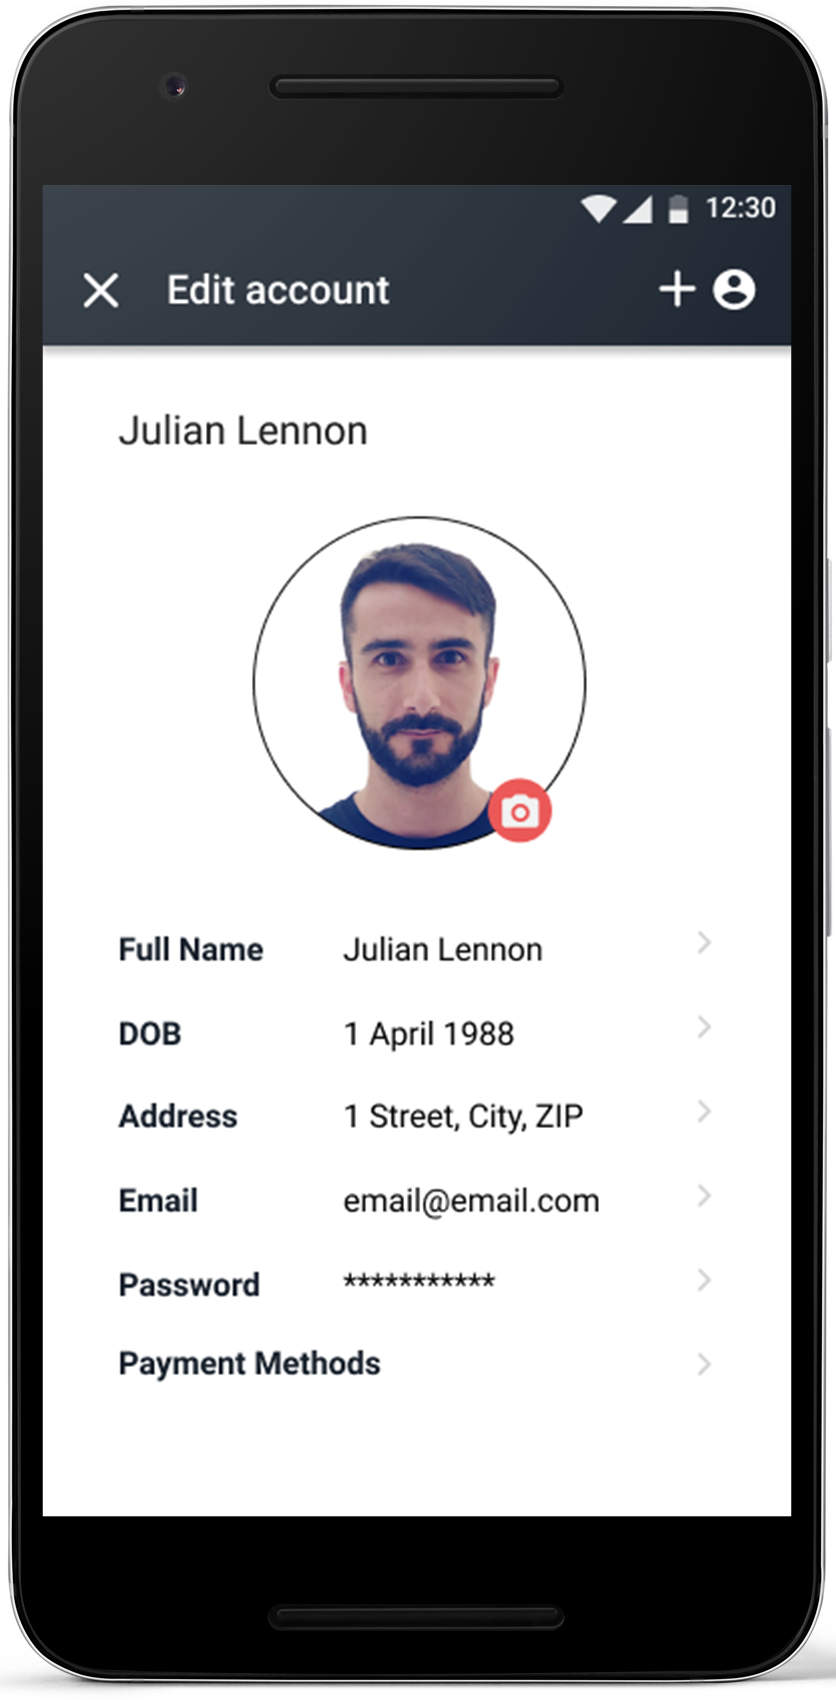 12:30
Edit account
Julian Lennon
Full Name Julian Lennon
DOB 1 April 1988
Address 1 Street, City, ZIP
Email email@email.com
Password ***********
Payment Methods